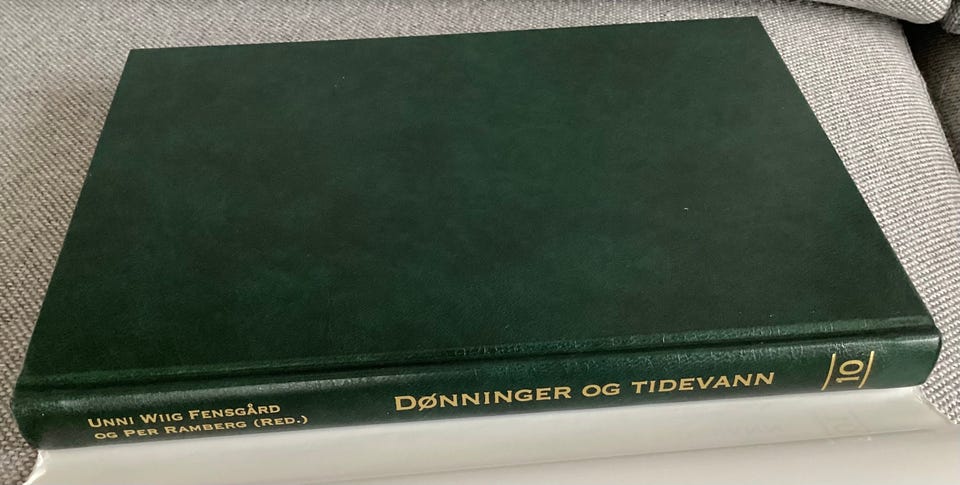 UNNI WIIG FENSGÅRD
OG PER RAMBERG (RED.)
DØNNINGER OG TIDEVANN
10